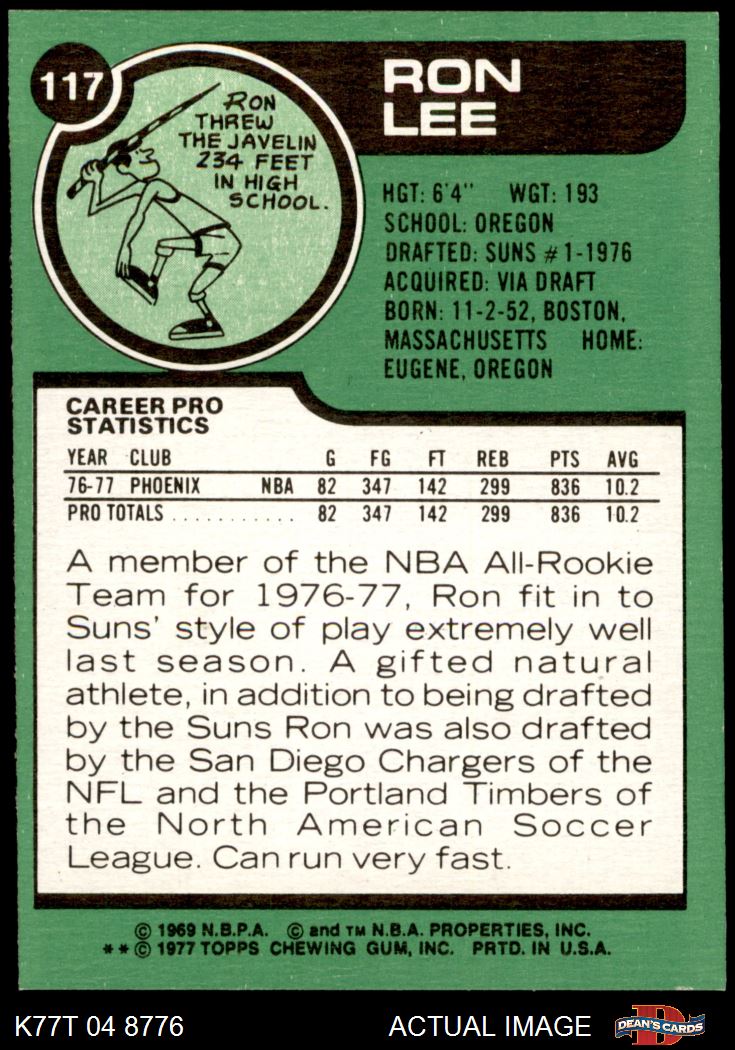 117
RON
THREW
THE JAVELIN
234 FEET
IN HIGH
SCHOOL.
RON
LEE
HGT: 6'4" WGT: 193
SCHOOL: OREGON
DRAFTED: SUNS #1-1976
ACQUIRED: VIA DRAFT
BORN: 11-2-52, BOSTON,
MASSACHUSETTS HOME:
EUGENE, OREGON
CAREER PRO
STATISTICS
YEAR CLUB G FG FT REB PTS AVG
76-77 PHOENIX NBA 82 347 142 299 836 10.2
PRO TOTALS ........... 82 347 142 299 836 10.2
A member of the NBA All-Rookie
Team for 1976-77, Ron fit in to
Suns' style of play extremely well
last season. A gifted natural
athlete, in addition to being drafted
by the Suns Ron was also drafted
by the San Diego Chargers of the
NFL and the Portland Timbers of
the North American Soccer
League. Can run very fast.
© 1969 N.B.P.A. © and TM N.B.A. PROPERTIES, INC.
**© 1977 TOPPS CHEWING GUM, INC. PRTD. IN U.S.A.
K77T 04 8776 ACTUAL IMAGE D DEAN'S CARDS